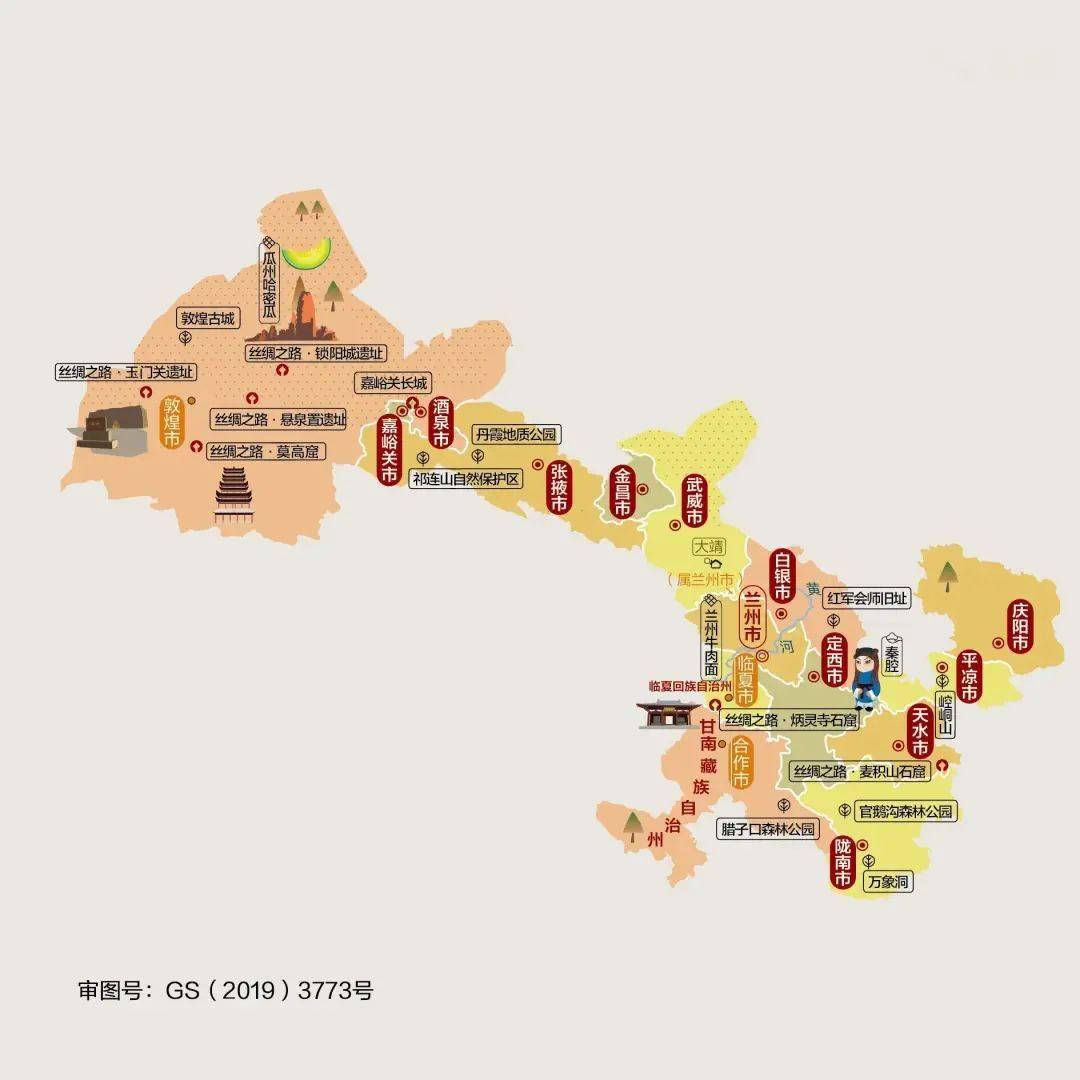 瓜州哈密瓜
敦煌古城
丝绸之路·锁阳城遗址
丝绸之路·玉门关遗址
嘉峪关长城
敦煌市
丝绸之路·悬泉置遗址
酒泉市
嘉峪关市
丹霞地质公园
丝绸之路·莫高窟
祁连山自然保护区
张掖市
金昌市
武威市
大靖
(属兰州市)
白银市
黄河
红军会师旧址
庆阳市
兰州市
兰州牛肉面
定西市
秦腔
临夏市
平凉市
崆峒山
临夏回族自治州
丝绸之路·炳灵寺石窟
天水市
甘南藏族自治州
合作市
丝绸之路·麦积山石窟
官鹅沟森林公园
腊子口森林公园
陇南市
万象洞
审图号：GS（2019）3773号